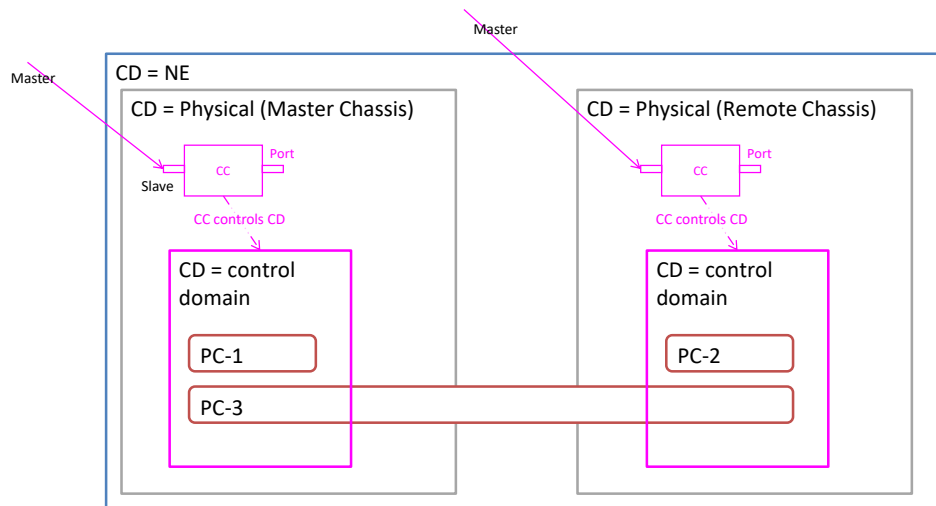 Master
Master
CD = NE
CD = Physical (Master Chassis)
CD = Physical (Remote Chassis)
Port
CC
Slave
Port
CC
CC controls CD
CC controls CD
CD = control
domain
CD = control
domain
PC-1
PC-2
PC-3